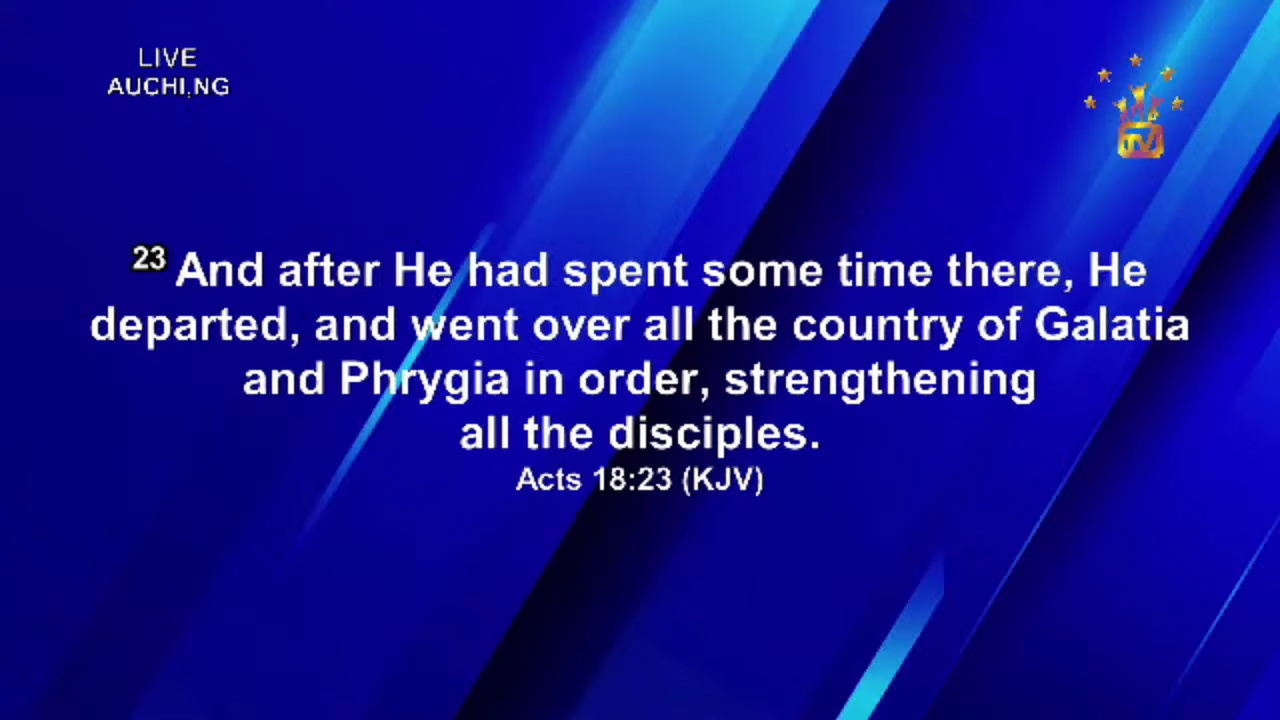 LIVE
AUCHI,NG
TV
23 And after He had spent some time there, He
departed, and went over all the country of Galatia
and Phrygia in order, strengthening
all the disciples.
Acts 18:23 (KJV)